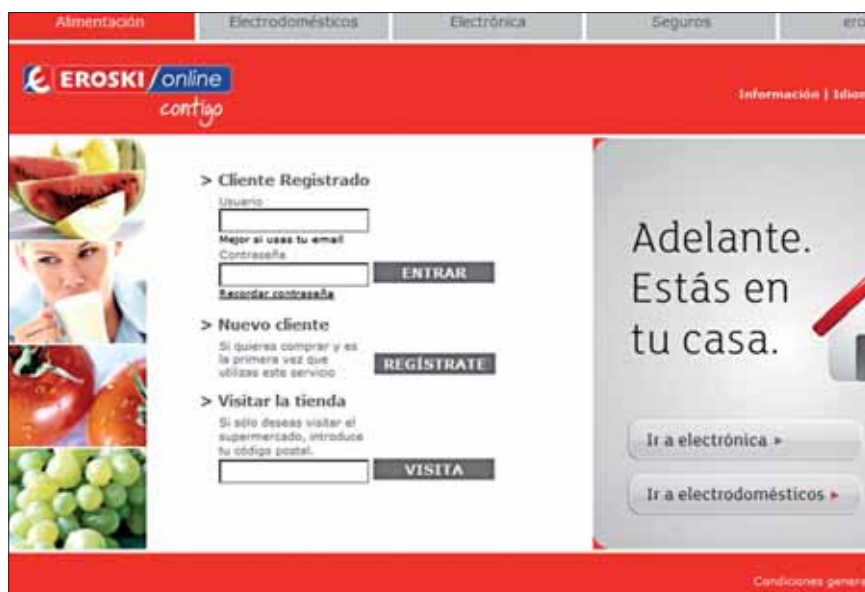 Alimentación
Electrodomésticos
Electrónica
Seguros
EROSKI/online
contigo
Información |
> Cliente Registrado
Usuario
Mejor si usas tu email
Contraseña
ENTRAR
Recordar contraseña
> Nuevo cliente
Si quieres comprar y es
la primera vez que
utilizas este servicio
REGÍSTRATE
> Visitar la tienda
Si sólo deseas visitar el
supermercado, introduce
tu código postal.
VISITA
Adelante.
Estás en
tu casa.
Ir a electrónica
Ir a electrodomésticos
Condiciones